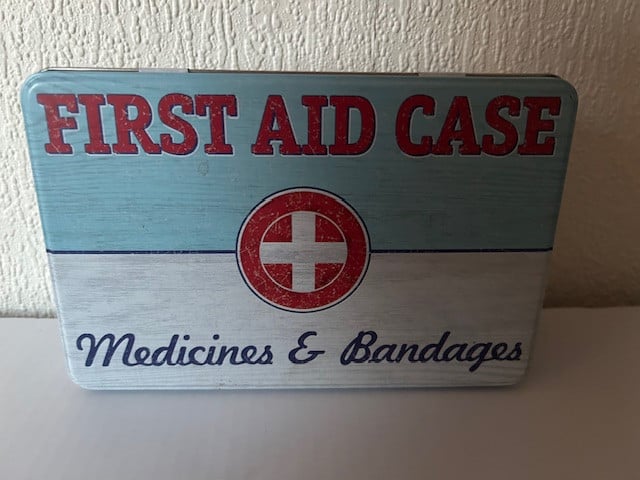 FIRST AID CASE
Medicines & Bandages